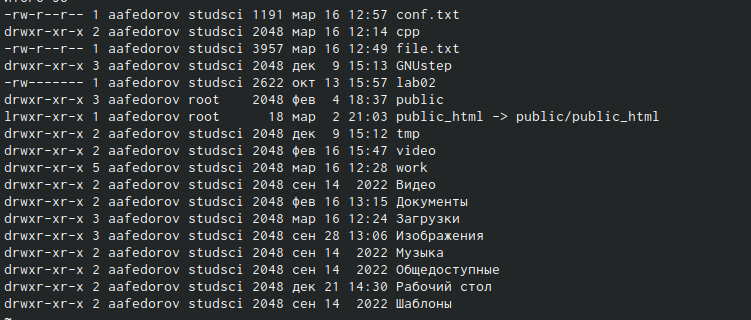 -rw-r--r-- 1 aafedorov studsci 1191 мар 16 12:57 conf.txt
drwxr-xr-x 2 aafedorov studsci 2048 мар 16 12:14 cpp
-rw-r--r-- 1 aafedorov studsci 3957 мар 16 12:49 file.txt
drwxr-xr-x 3 aafedorov studsci 2048 дек  9 15:13 GNUstep
-rw------- 1 aafedorov studsci 2622 окт 13 15:57 lab02
drwxr-xr-x 3 aafedorov root    2048 фев  4 18:37 public
lrwxr-xr-x 1 aafedorov root      18 мар  2 21:03 public_html -> public/public_html
drwxr-xr-x 2 aafedorov studsci 2048 дек  9 15:12 tmp
drwxr-xr-x 2 aafedorov studsci 2048 фев 16 15:47 video
drwxr-xr-x 5 aafedorov studsci 2048 мар 16 12:28 work
drwxr-xr-x 2 aafedorov studsci 2048 сен 14  2022 Видео
drwxr-xr-x 2 aafedorov studsci 2048 фев 16 13:15 Документы
drwxr-xr-x 3 aafedorov studsci 2048 мар 16 12:24 Загрузки
drwxr-xr-x 3 aafedorov studsci 2048 сен 28 13:06 Изображения
drwxr-xr-x 2 aafedorov studsci 2048 сен 14  2022 Музыка
drwxr-xr-x 2 aafedorov studsci 2048 сен 14  2022 Общедоступные
drwxr-xr-x 2 aafedorov studsci 2048 дек 21 14:30 Рабочий стол
drwxr-xr-x 2 aafedorov studsci 2048 сен 14  2022 Шаблоны